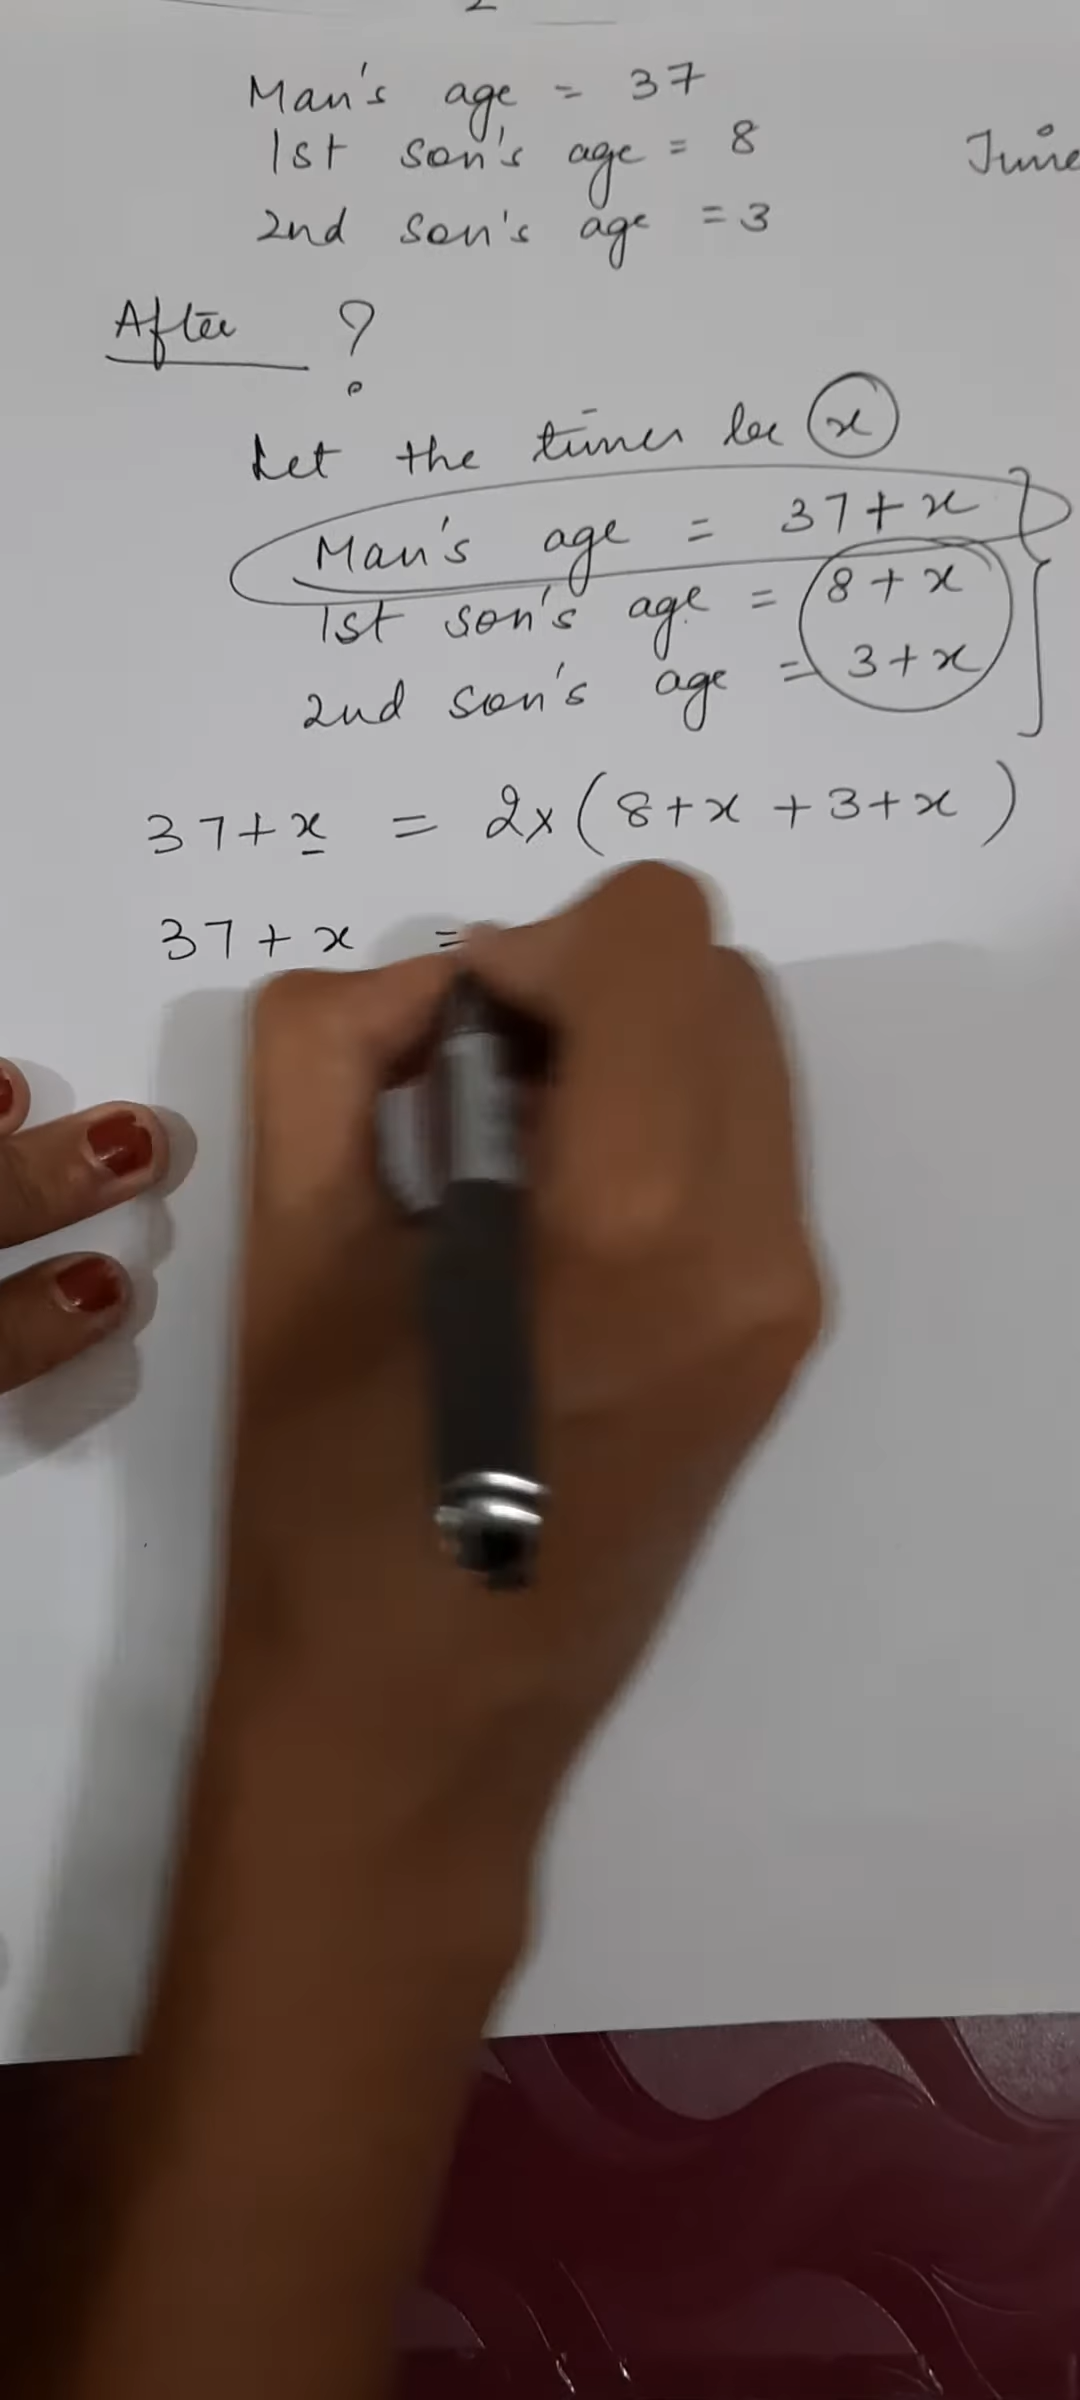 Man's age = 37
1st son's age = 8
Time
2nd son's age = 3
After ?
Let the times be x
Man's age = 37+x
1st son's age = 8+x
2nd son's age = 3+x
37+x = 2x(8+x+3+x)
37+x =